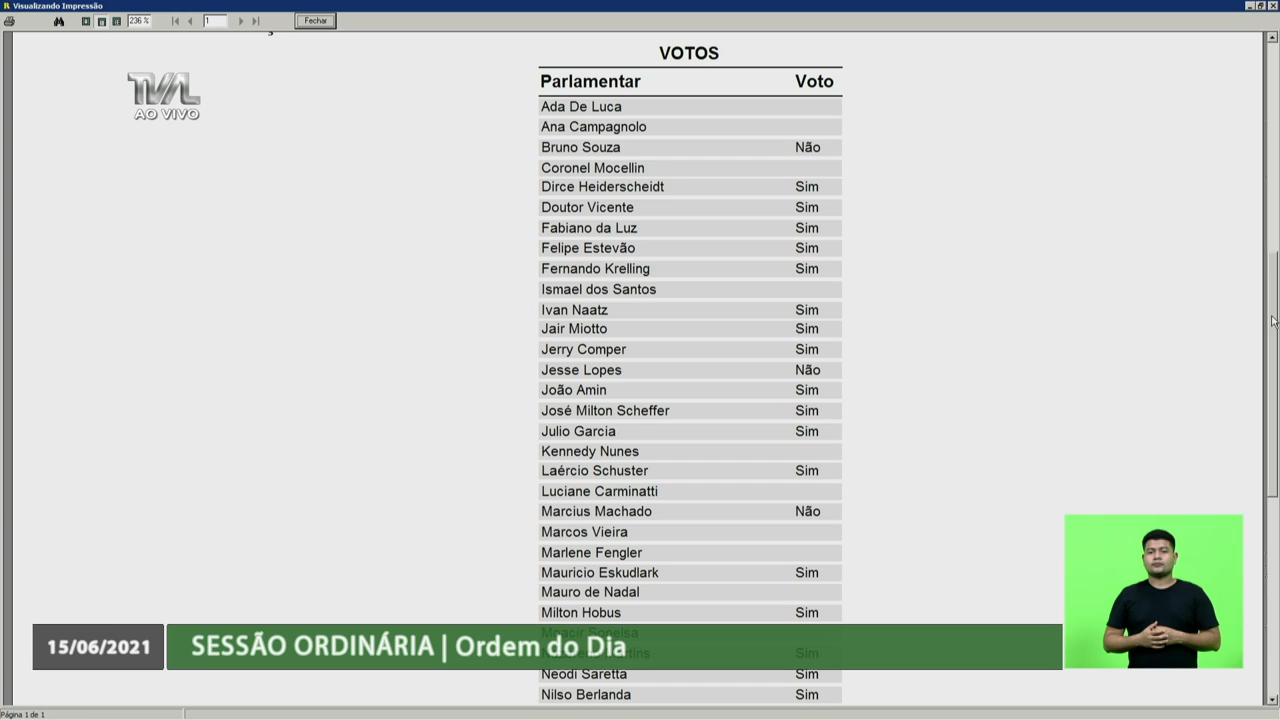 Visualizando Impressão
236 %
1
Fechar
VOTOS
Parlamentar Voto
TVAL
AO VIVO
Ada De Luca
Ana Campagnolo
Bruno Souza Não
Coronel Mocellin
Dirce Heiderscheidt Sim
Doutor Vicente Sim
Fabiano da Luz Sim
Felipe Estevão Sim
Fernando Krelling Sim
Ismael dos Santos
Ivan Naatz Sim
Jair Miotto Sim
Jerry Comper Sim
Jesse Lopes Não
João Amin Sim
José Milton Scheffer Sim
Julio Garcia Sim
Kennedy Nunes
Laércio Schuster Sim
Luciane Carminatti
Marcius Machado Não
Marcos Vieira
Marlene Fengler
Mauricio Eskudlark Sim
Mauro de Nadal
Milton Hobus Sim
Sim
15/06/2021 SESSÃO ORDINÁRIA | Ordem do Dia
Neodi Saretta Sim
Nilso Berlanda Sim
Página 1 de 1